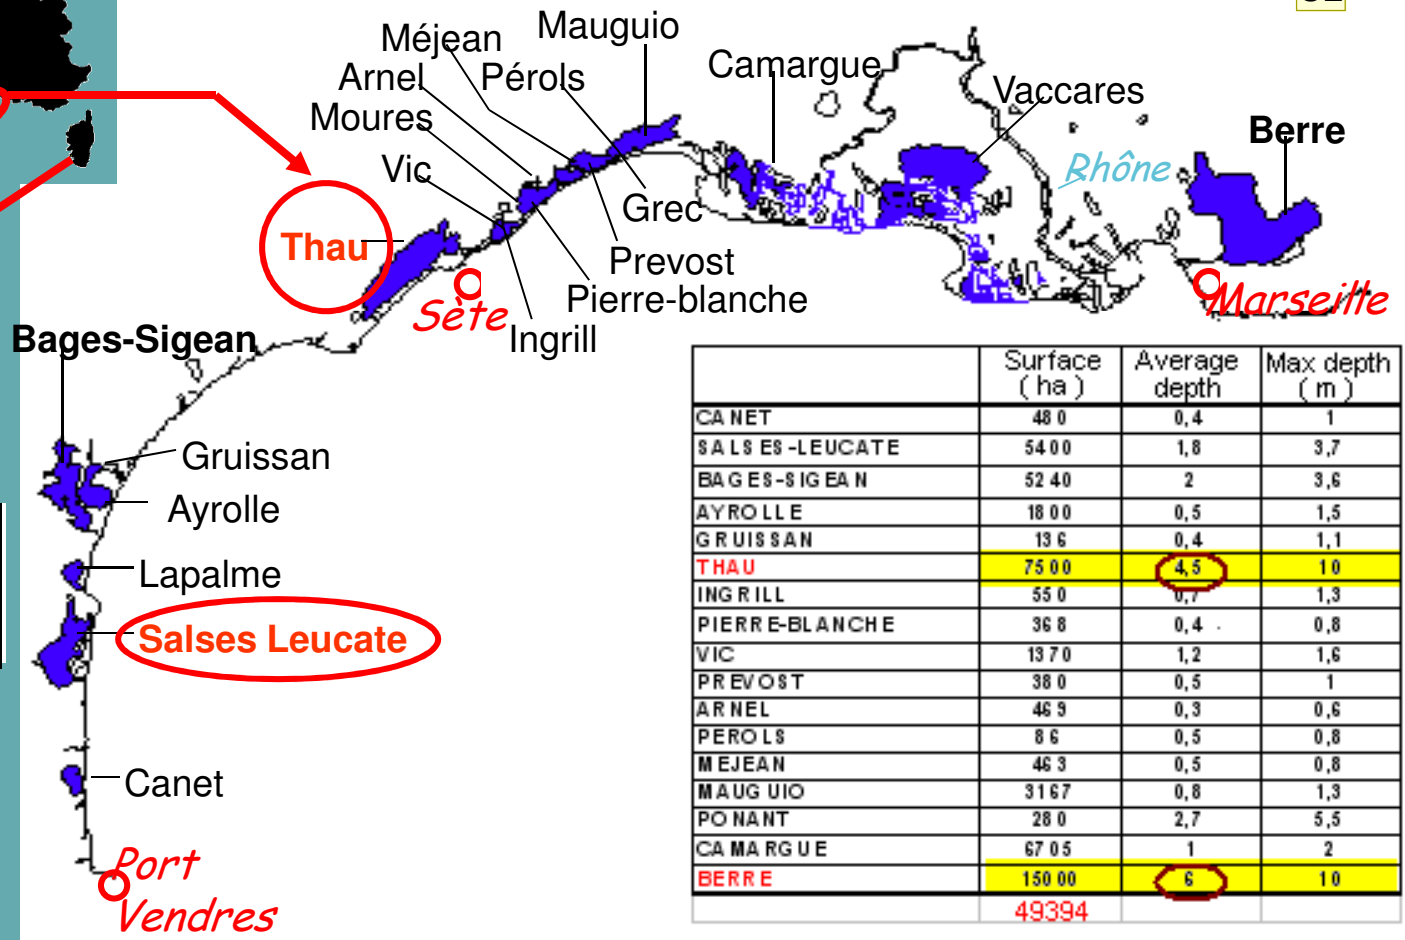 Mauguio
Méjean
Camargue
Arnel
Pérols
Vaccares
Moures
Berre
Vic
Rhône
Grec
Thau
Prevost
Pierre-blanche
Sète
Marseille
Ingrill
Bages-Sigean
Gruissan
Ayrolle
Lapalme
Salses Leucate
Canet
Port
Vendres
Surface ( ha ) Average depth Max depth ( m )
CANET 480 0,4 1
SALSES-LEUCATE 5400 1,8 3,7
BAGES-SIGEAN 5240 2 3,6
AYROLLE 1800 0,5 1,5
GRUISSAN 136 0,4 1,1
THAU 7500 4,5 10
INGRILL 550 0,7 1,3
PIERRE-BLANCHE 368 0,4 0,8
VIC 1370 1,2 1,6
PREVOST 380 0,5 1
ARNEL 469 0,3 0,6
PEROLS 86 0,5 0,8
MEJEAN 463 0,5 0,8
MAUGUIO 3167 0,8 1,3
PONANT 280 2,7 5,5
CAMARGUE 6705 1 2
BERRE 15000 6 10
49394